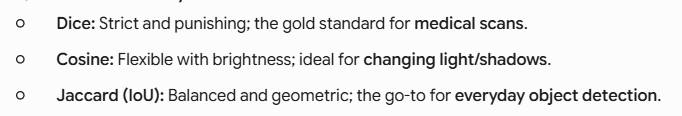 Dice: Strict and punishing; the gold standard for medical scans.
Cosine: Flexible with brightness; ideal for changing light/shadows.
Jaccard (IoU): Balanced and geometric; the go-to for everyday object detection.